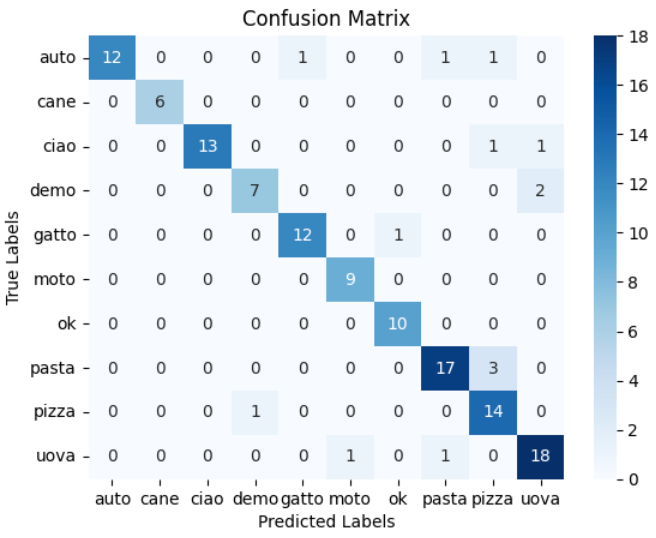 Confusion Matrix
auto 12 0 0 0 1 0 0 1 1 0
cane 0 6 0 0 0 0 0 0 0 0
ciao 0 0 13 0 0 0 0 0 1 1
demo 0 0 0 7 0 0 0 0 0 2
gatto 0 0 0 0 12 0 1 0 0 0
moto 0 0 0 0 0 9 0 0 0 0
ok 0 0 0 0 0 0 10 0 0 0
pasta 0 0 0 0 0 0 0 17 3 0
pizza 0 0 0 1 0 0 0 0 14 0
uova 0 0 0 0 0 1 0 1 0 18
auto cane ciao demo gatto moto ok pasta pizza uova
Predicted Labels
True Labels
18
16
14
12
10
8
6
4
2
0